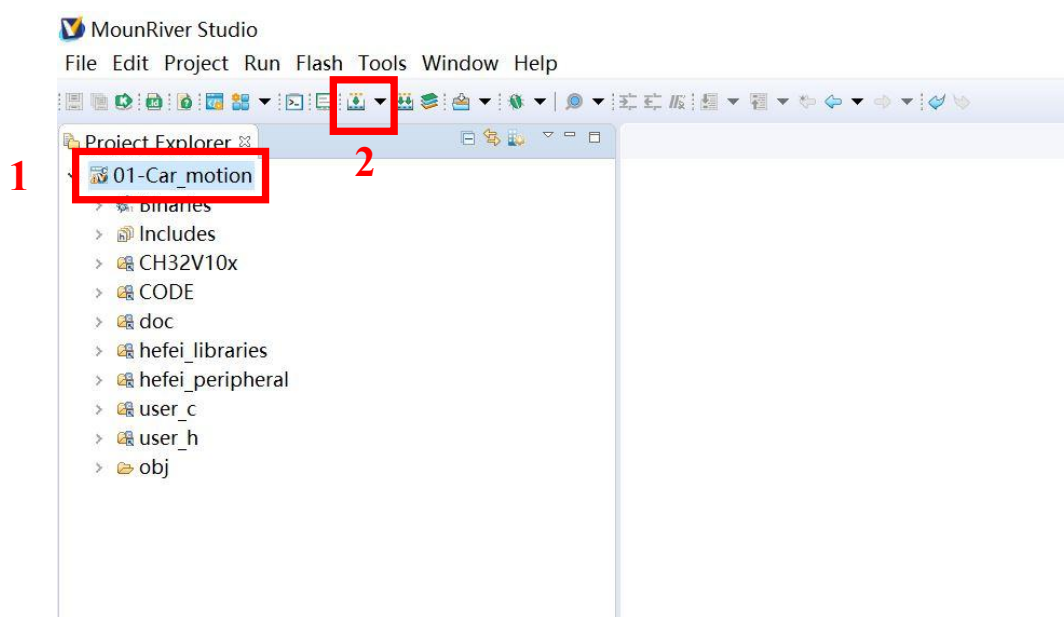 MounRiver Studio
File Edit Project Run Flash Tools Window Help
Project Explorer
2
1
01-Car_motion
Binaries
Includes
CH32V10x
CODE
doc
hefei_libraries
hefei_peripheral
user_c
user_h
obj